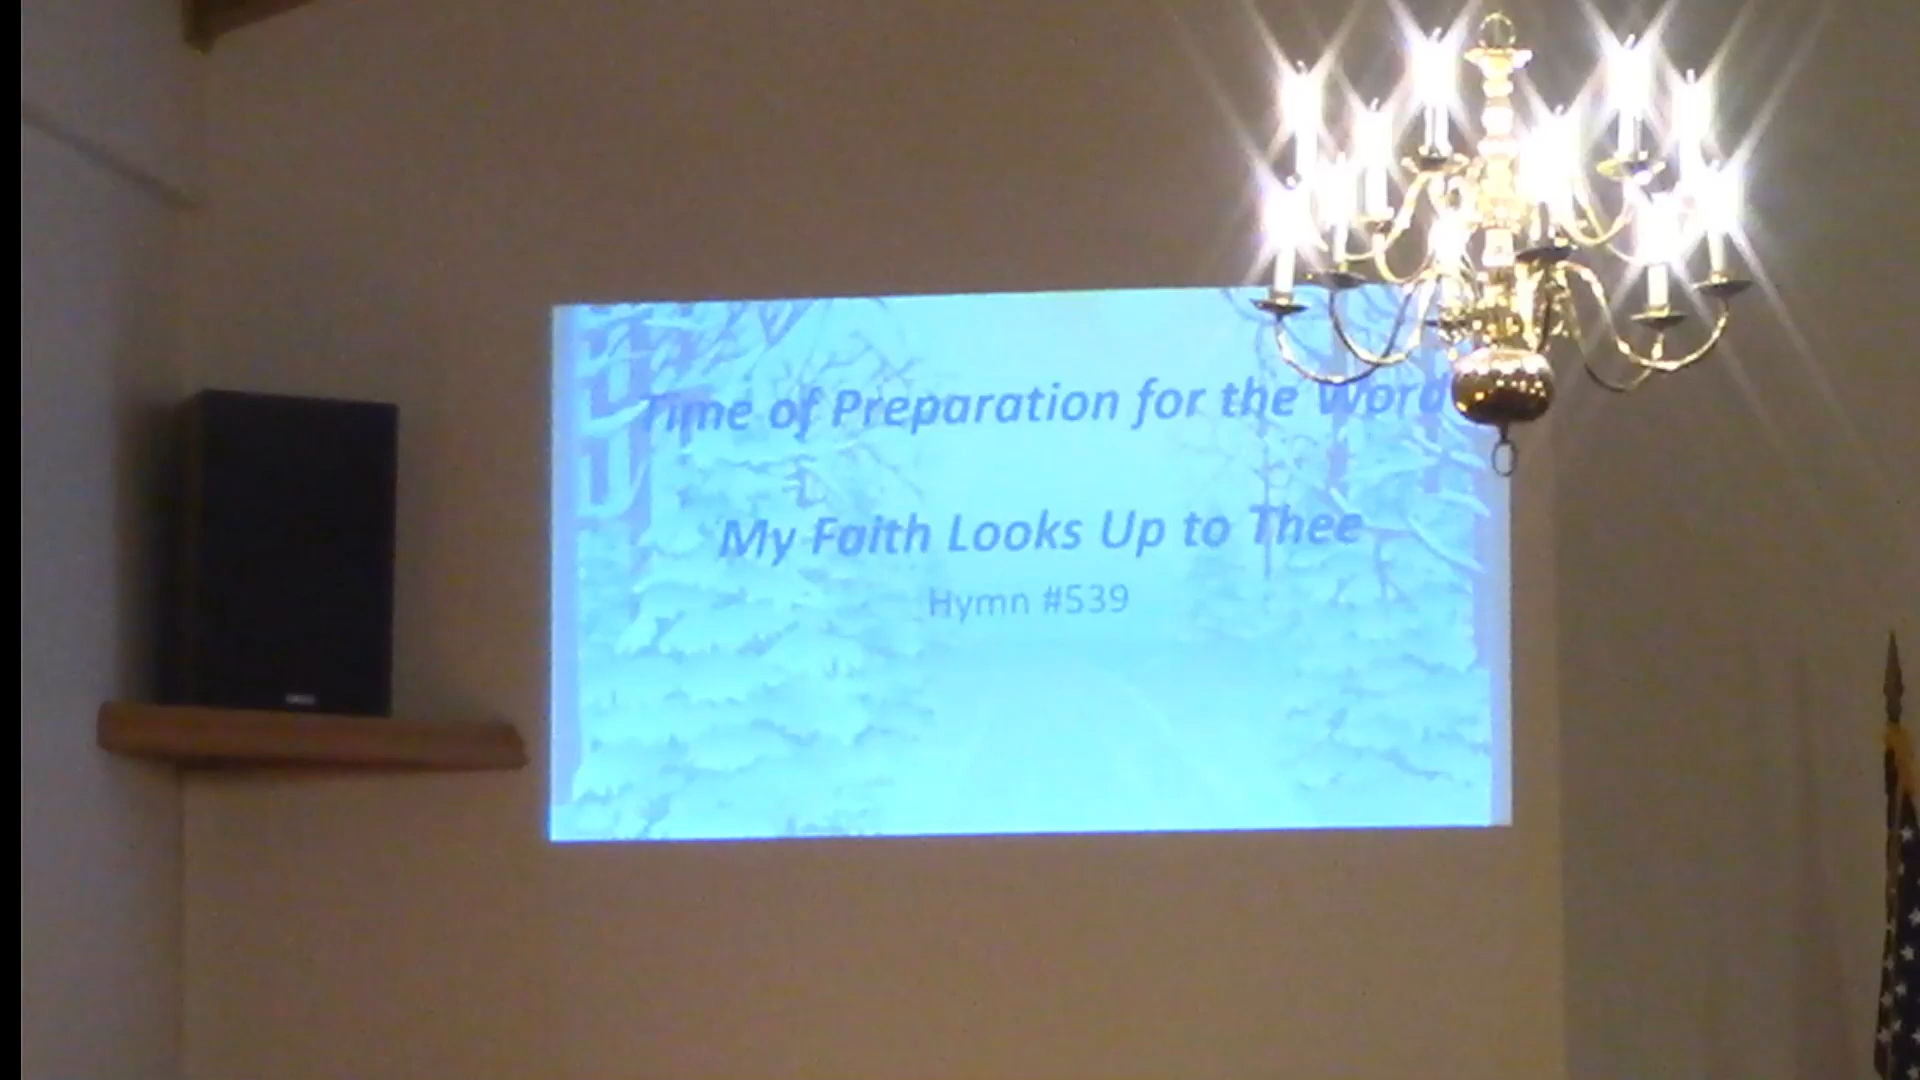 Time of Preparation for the Word
My Faith Looks Up to Thee
Hymn #539